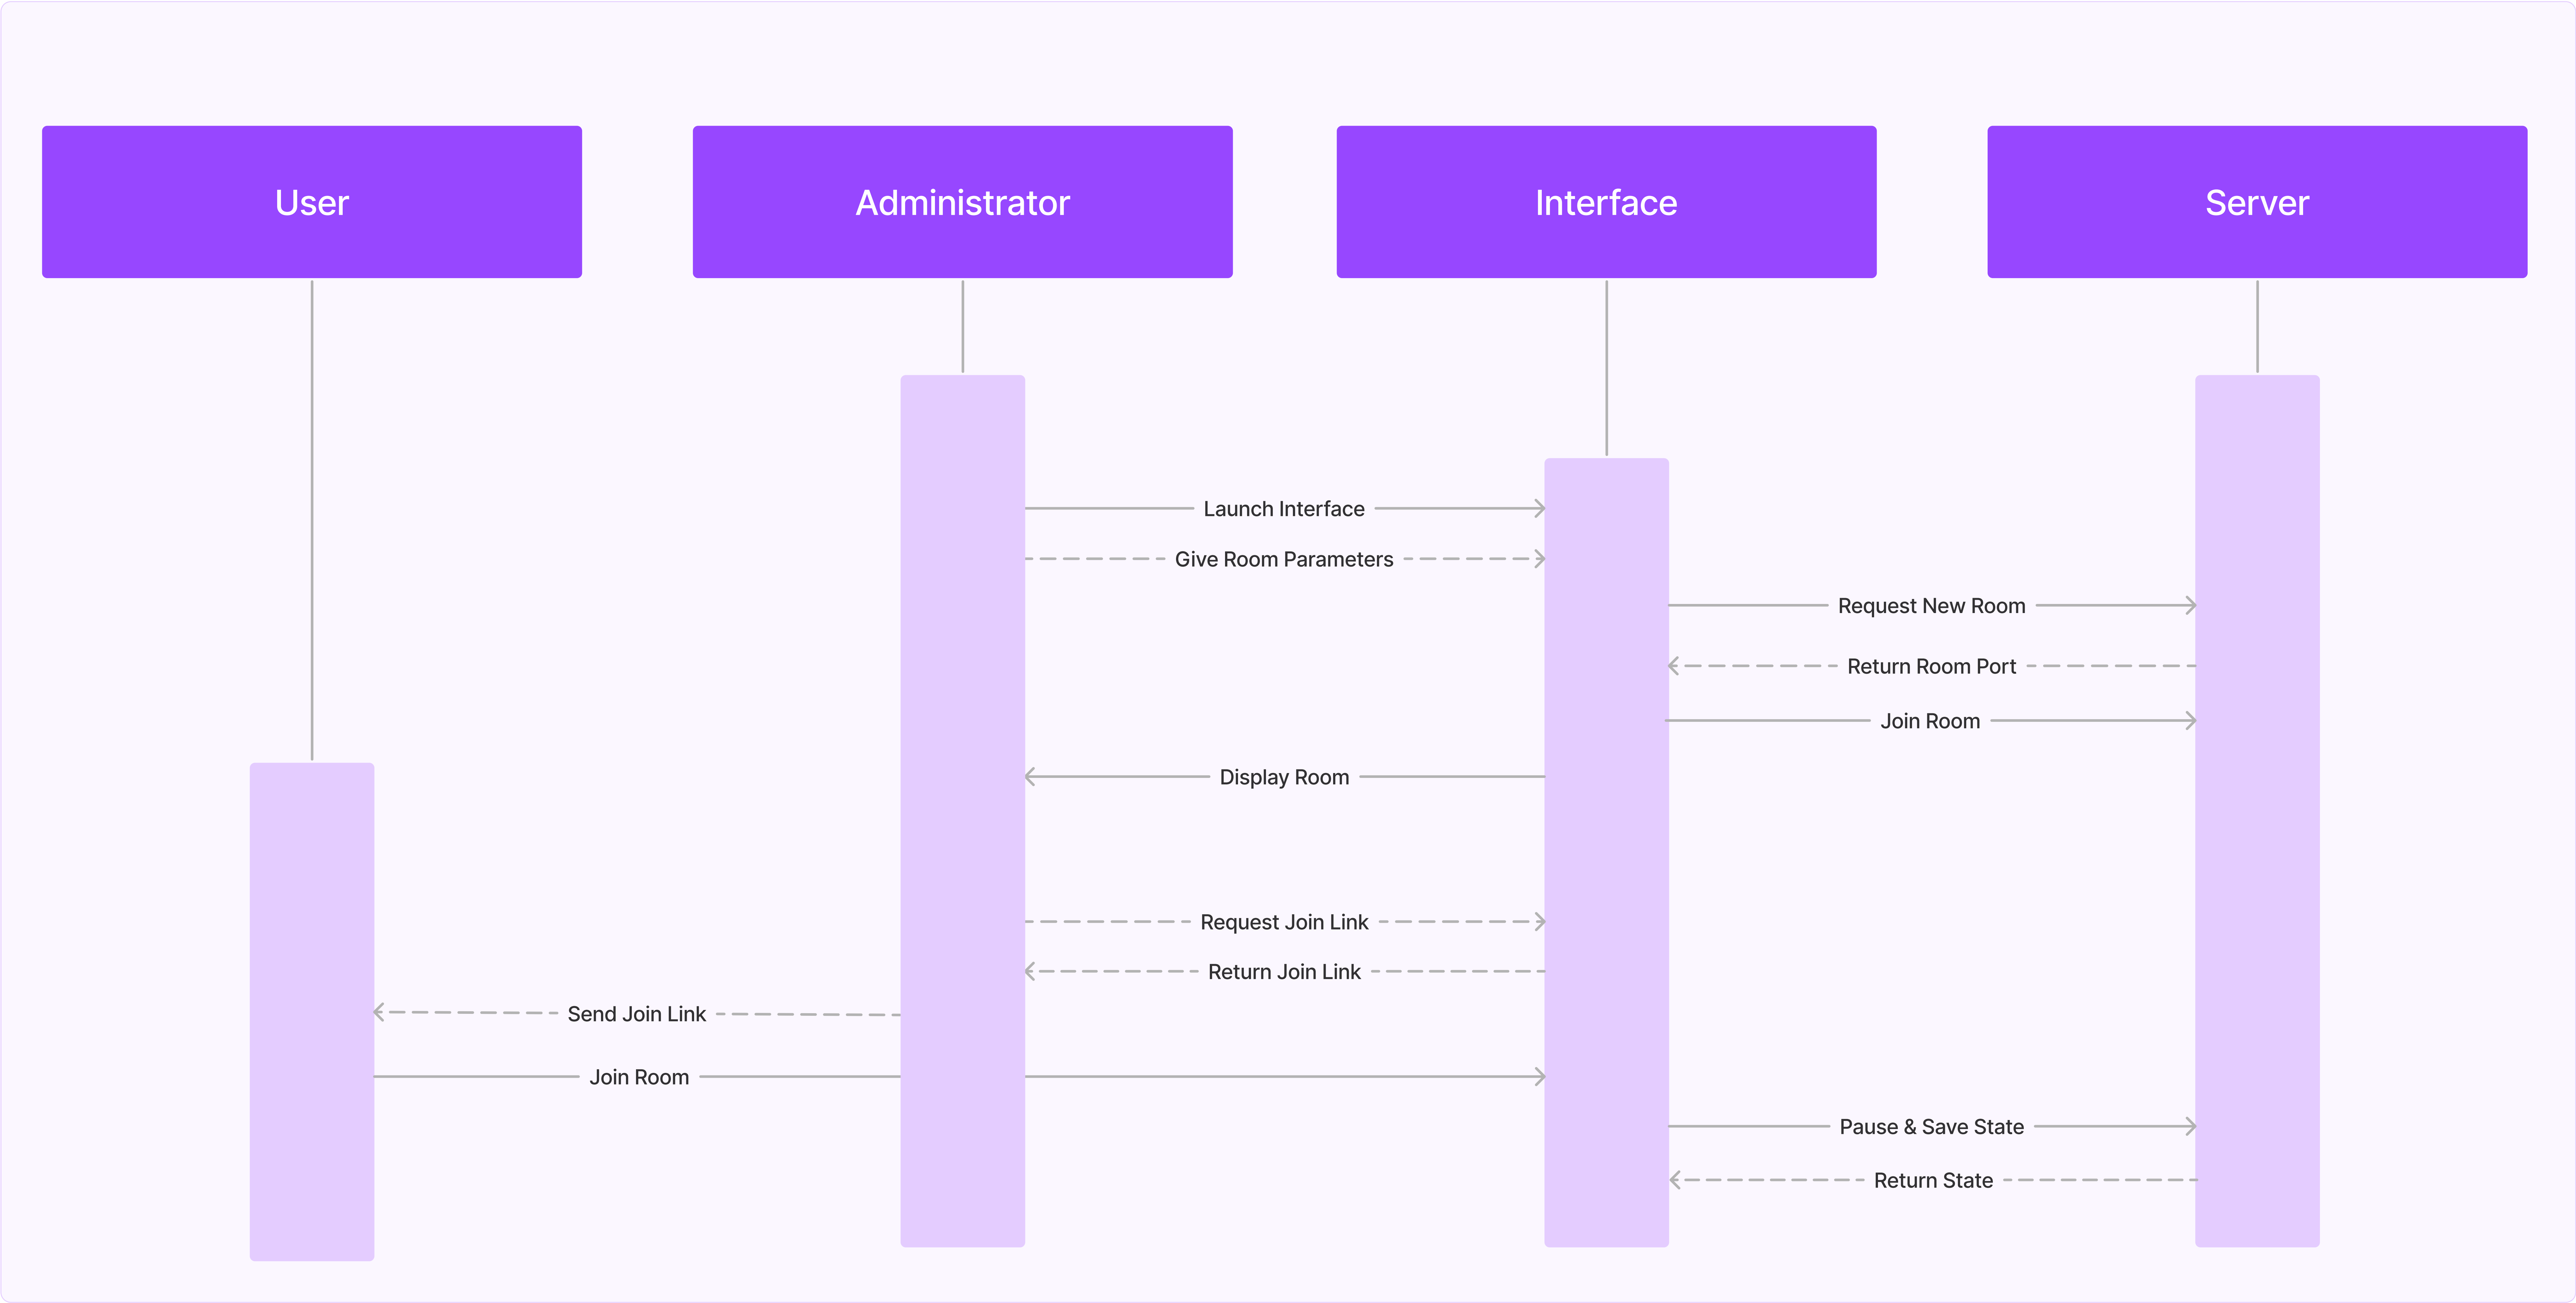 User
Administrator
Interface
Server
Launch Interface
Give Room Parameters
Request New Room
Return Room Port
Join Room
Display Room
Request Join Link
Return Join Link
Send Join Link
Join Room
Pause & Save State
Return State